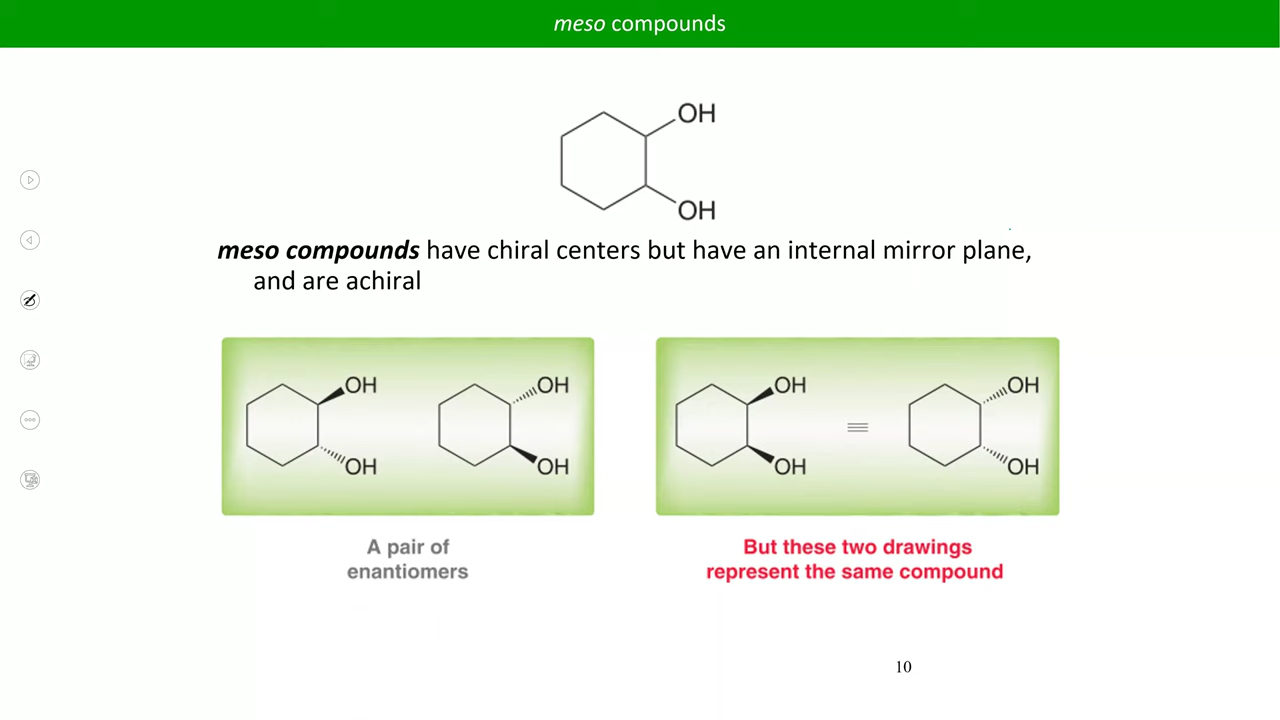 meso compounds
OH
OH
meso compounds have chiral centers but have an internal mirror plane,
and are achiral
OH OH OH OH
OH OH OH OH
A pair of
enantiomers
But these two drawings
represent the same compound
10